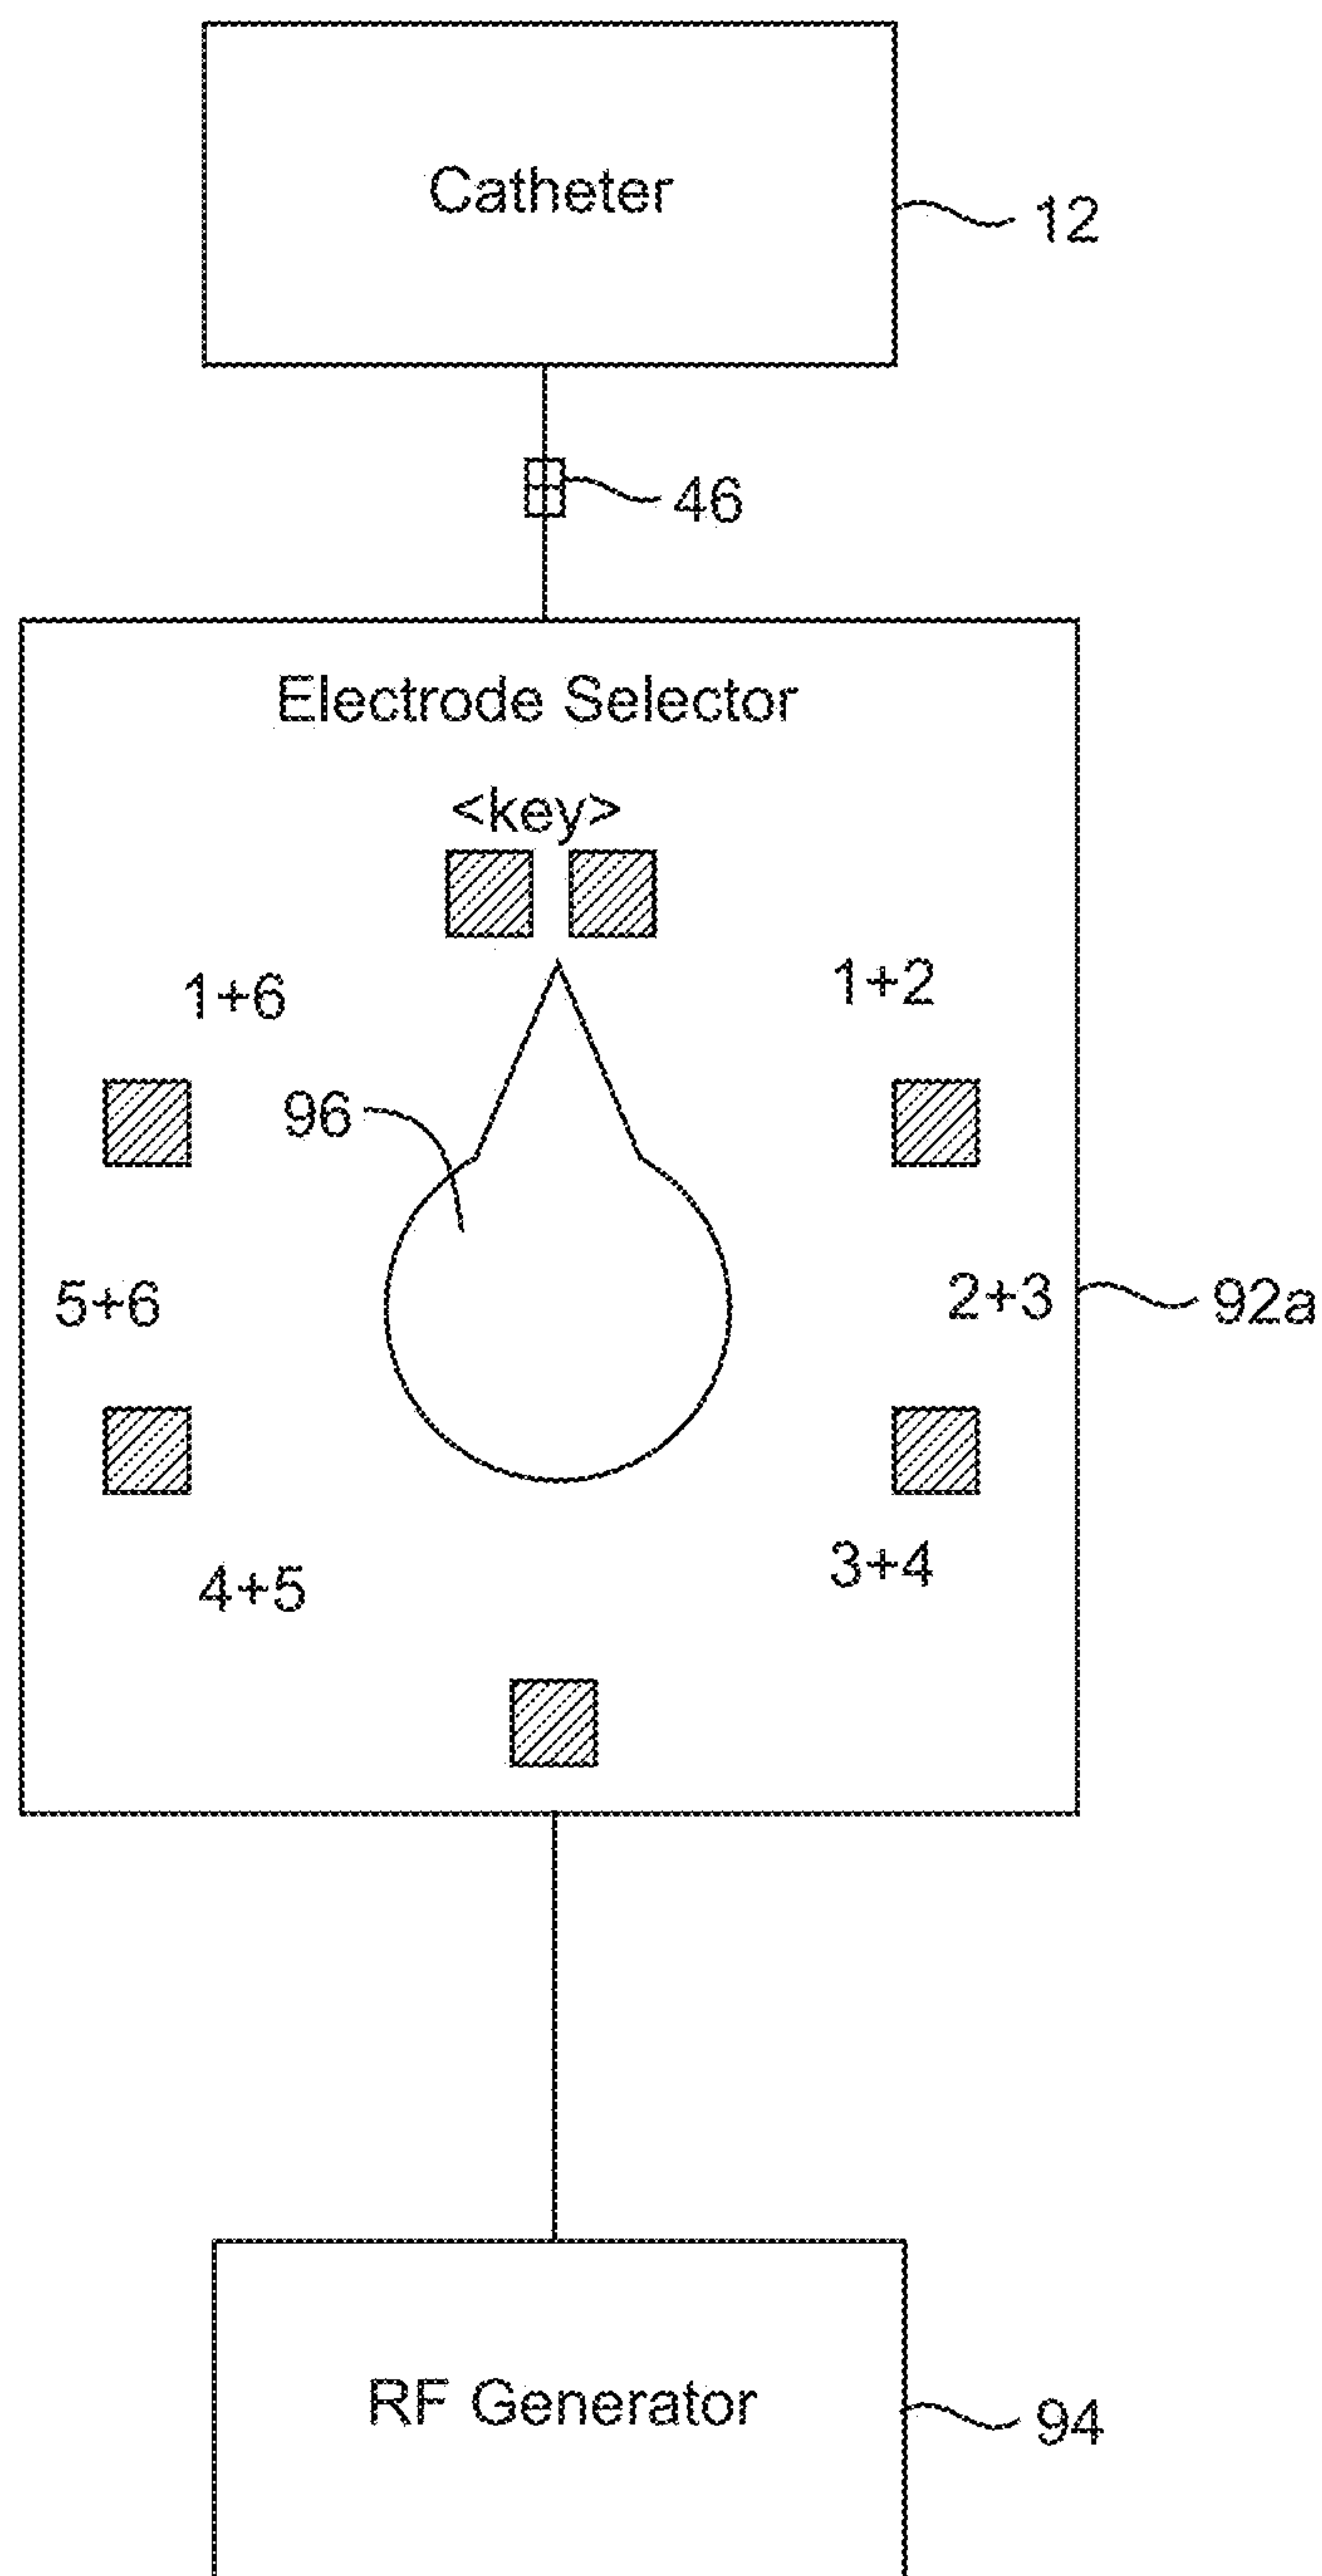 Catheter
12
46
Electrode Selector
<key>
1+6
1+2
96
5+6
2+3
92a
4+5
3+4
RF Generator
94